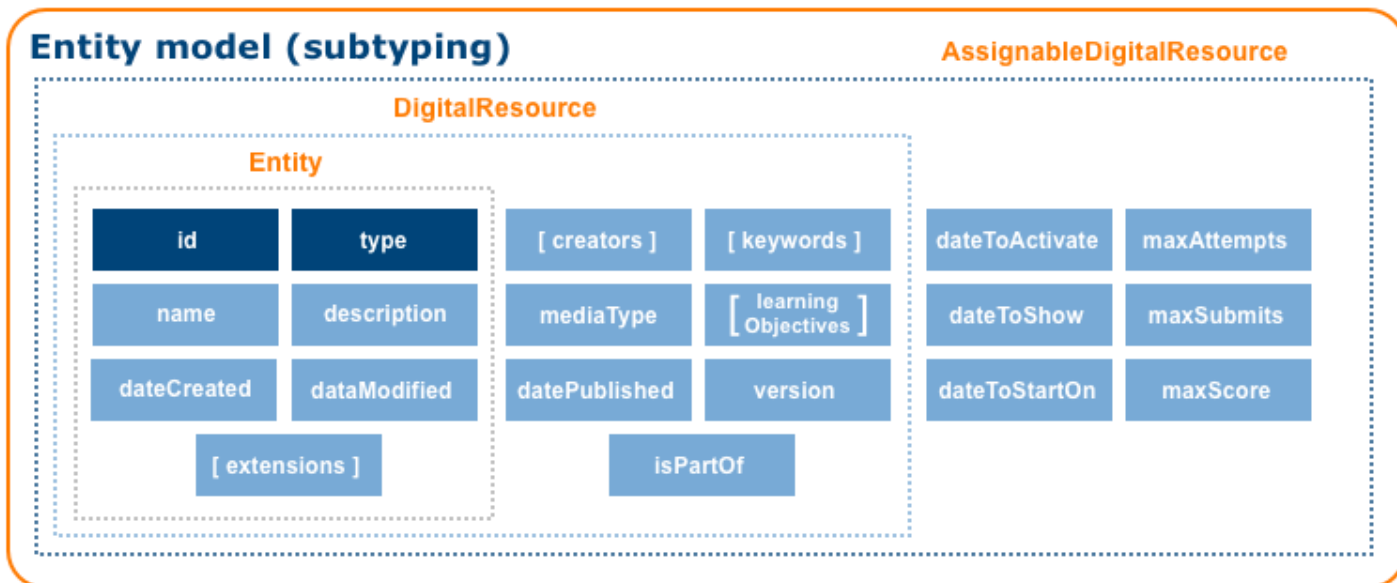 Entity model (subtyping)
AssignableDigitalResource
DigitalResource
Entity
id
type
[ creators ]
[ keywords ]
dateToActivate
maxAttempts
name
description
mediaType
[ learning
Objectives ]
dateToShow
maxSubmits
dateCreated
dataModified
datePublished
version
dateToStartOn
maxScore
[ extensions ]
isPartOf